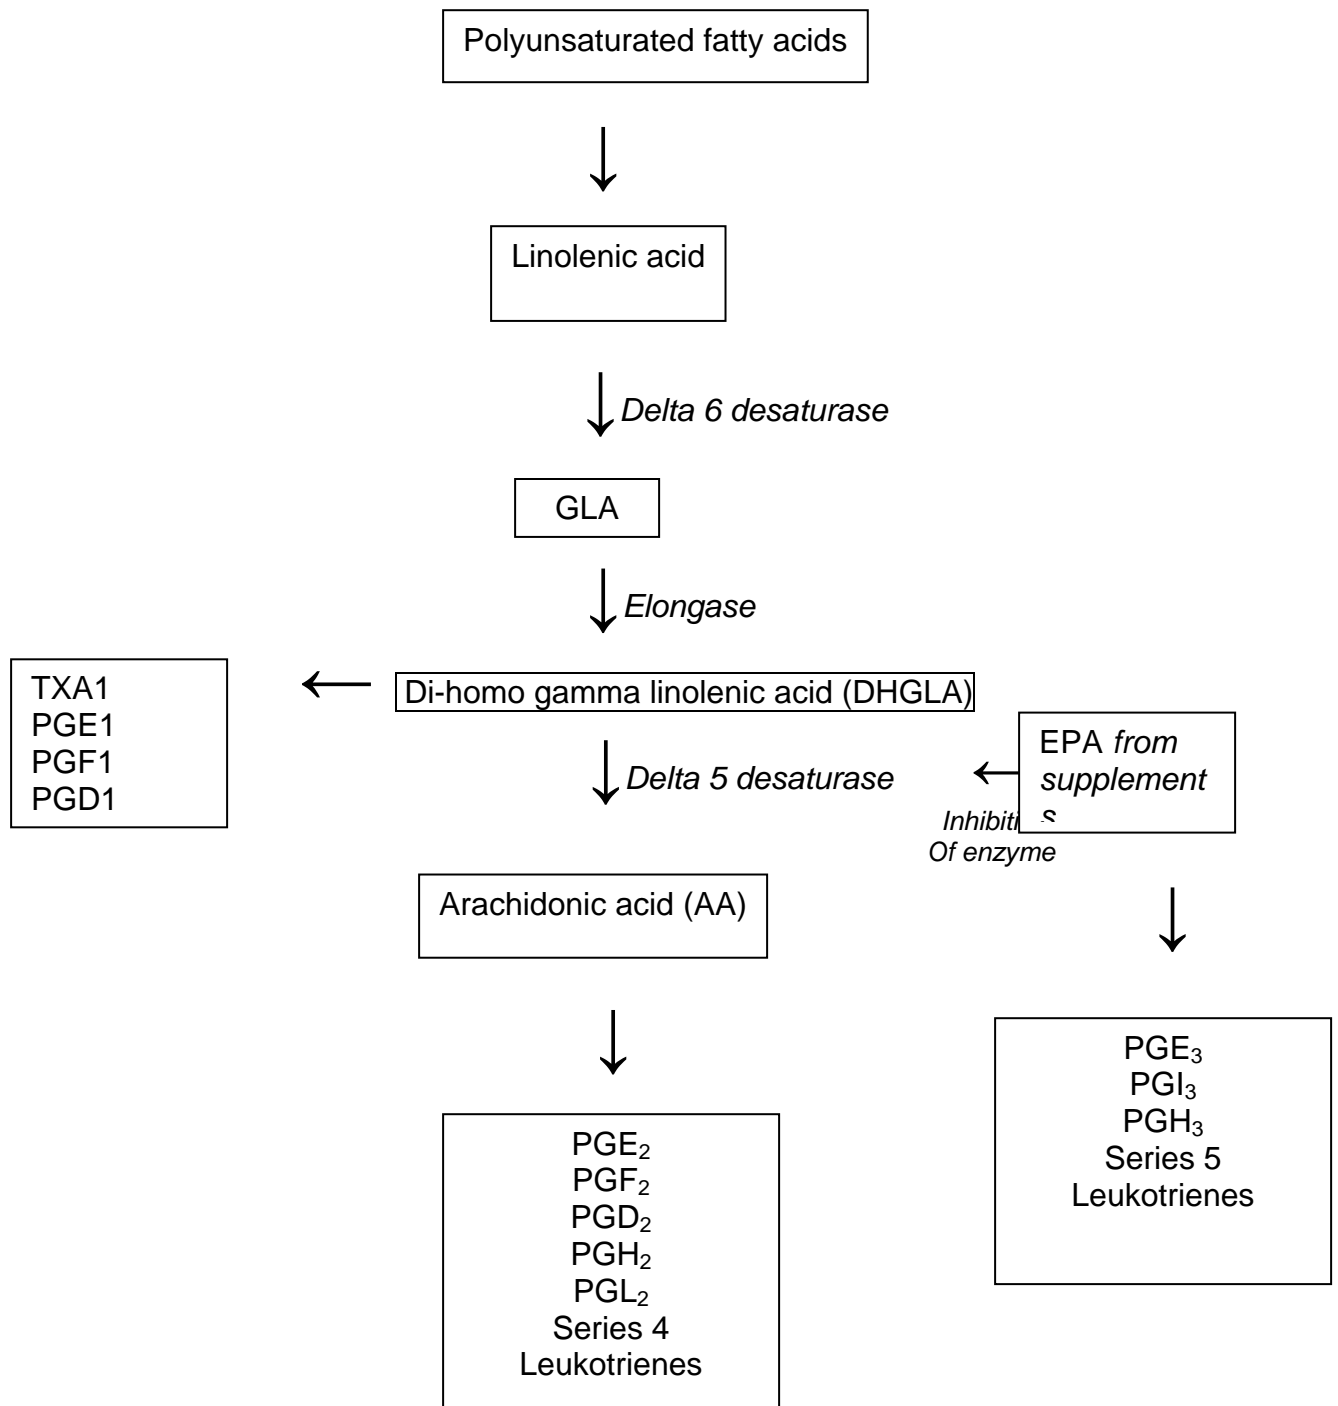 Polyunsaturated fatty acids
Linolenic acid
Delta 6 desaturase
GLA
Elongase
TXA1
PGE1
PGF1
PGD1
Di-homo gamma linolenic acid (DHGLA)
Delta 5 desaturase
EPA from
supplement
s
Inhibiti
Of enzyme
Arachidonic acid (AA)
PGE₂
PGF₂
PGD₂
PGH₂
PGL₂
Series 4
Leukotrienes
PGE₃
PGI₃
PGH₃
Series 5
Leukotrienes